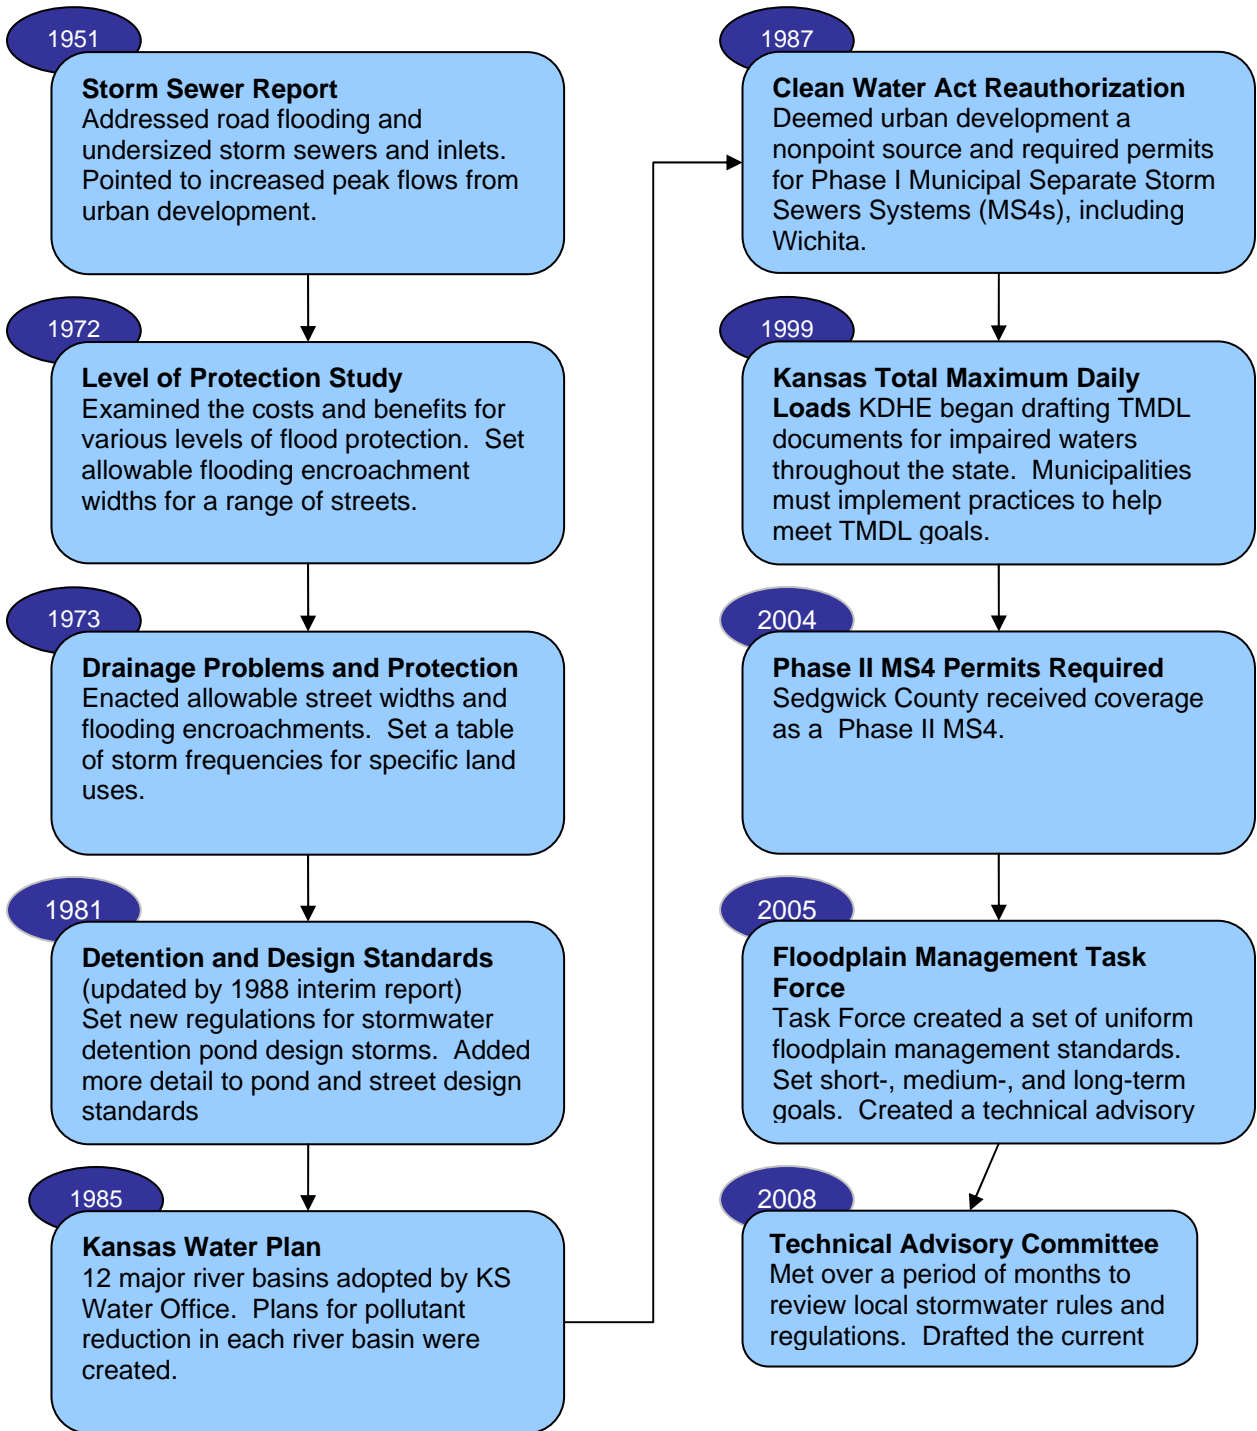 1951
Storm Sewer Report
Addressed road flooding and
undersized storm sewers and inlets.
Pointed to increased peak flows from
urban development.
1972
Level of Protection Study
Examined the costs and benefits for
various levels of flood protection.  Set
allowable flooding encroachment
widths for a range of streets.
1973
Drainage Problems and Protection
Enacted allowable street widths and
flooding encroachments.  Set a table
of storm frequencies for specific land
uses.
1981
Detention and Design Standards
(updated by 1988 interim report)
Set new regulations for stormwater
detention pond design storms.  Added
more detail to pond and street design
standards
1985
Kansas Water Plan
12 major river basins adopted by KS
Water Office.  Plans for pollutant
reduction in each river basin were
created.
1987
Clean Water Act Reauthorization
Deemed urban development a
nonpoint source and required permits
for Phase I Municipal Separate Storm
Sewers Systems (MS4s), including
Wichita.
1999
Kansas Total Maximum Daily
Loads KDHE began drafting TMDL
documents for impaired waters
throughout the state.  Municipalities
must implement practices to help
meet TMDL goals.
2004
Phase II MS4 Permits Required
Sedgwick County received coverage
as a  Phase II MS4.
2005
Floodplain Management Task
Force
Task Force created a set of uniform
floodplain management standards.
Set short-, medium-, and long-term
goals.  Created a technical advisory
2008
Technical Advisory Committee
Met over a period of months to
review local stormwater rules and
regulations.  Drafted the current